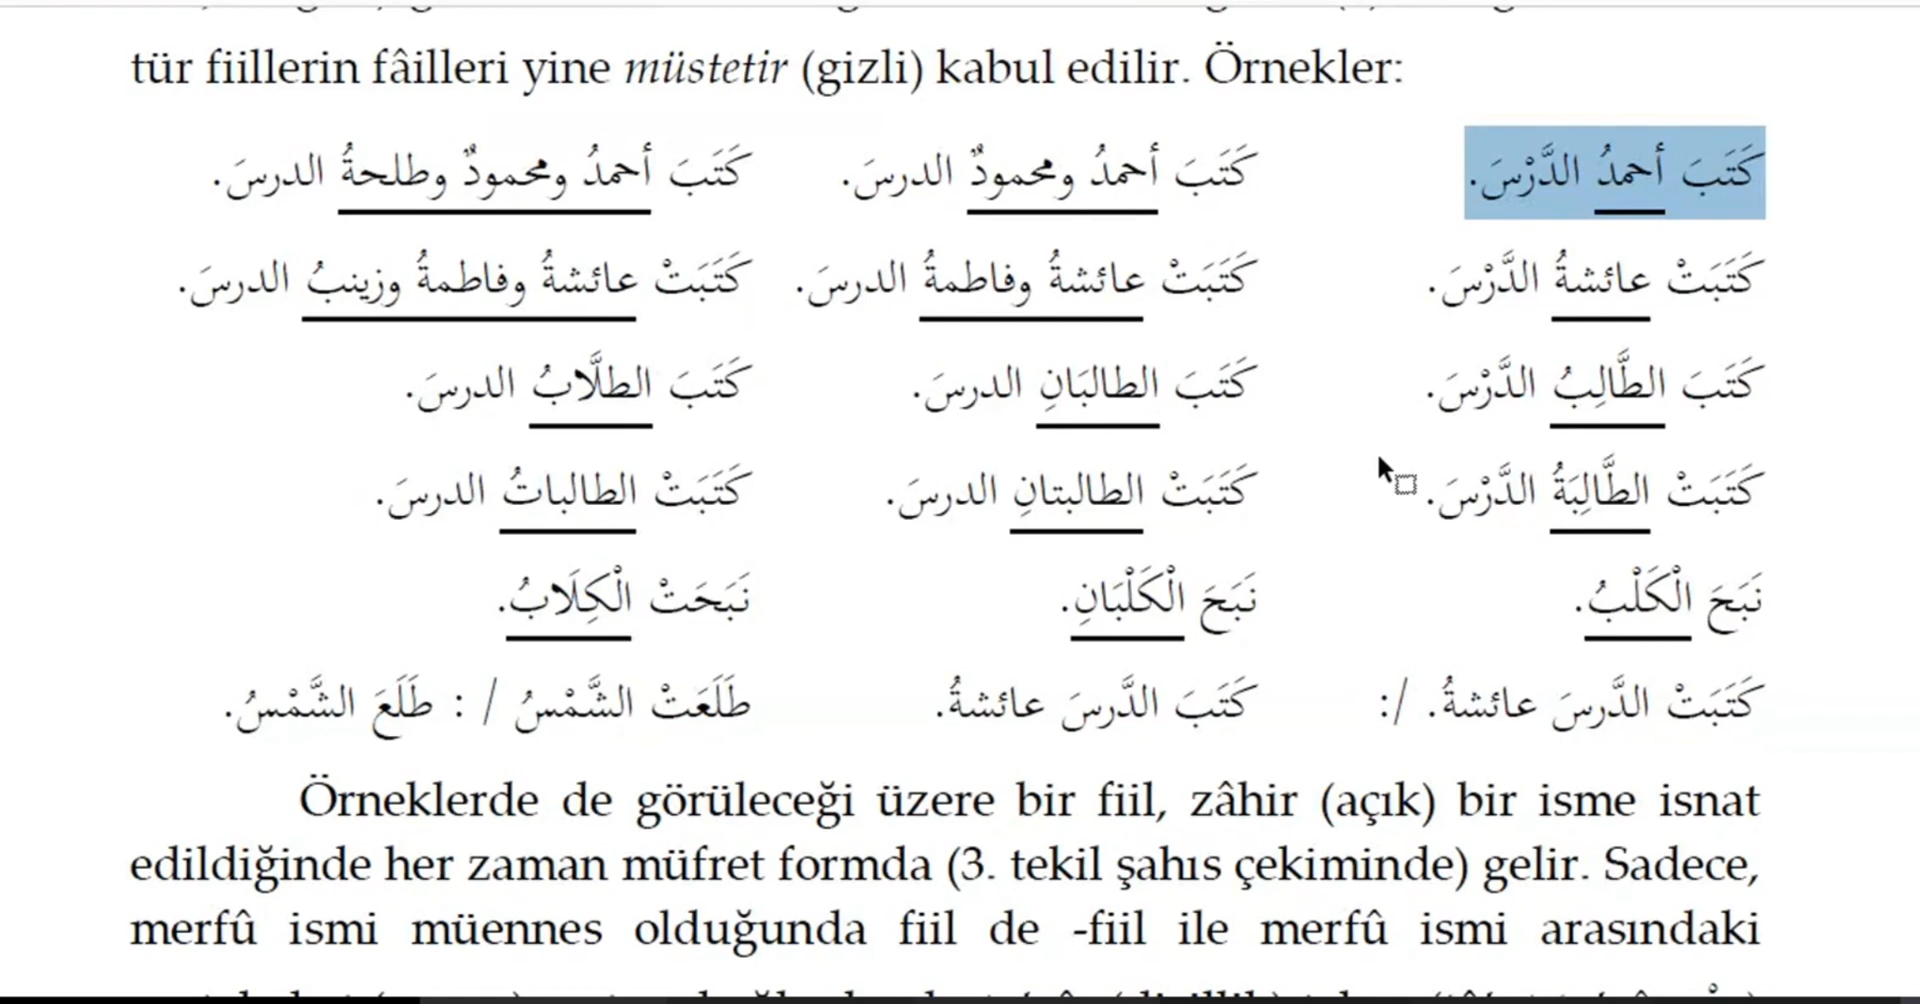 tür fiillerin fâilleri yine müstetir (gizli) kabul edilir. Örnekler:
كَتَبَ أحمدُ الدَّرْسَ. كَتَبَ أحمدُ ومحمودٌ الدرسَ. كَتَبَ أحمدُ ومحمودٌ وطلحةُ الدرسَ.
كَتَبَتْ عائشةُ الدَّرْسَ. كَتَبَتْ عائشةُ وفاطمةُ الدرسَ. كَتَبَتْ عائشةُ وفاطمةُ وزينبُ الدرسَ.
كَتَبَ الطَّالِبُ الدَّرْسَ. كَتَبَ الطالبَانِ الدرسَ. كَتَبَ الطلَّابُ الدرسَ.
كَتَبَتْ الطَّالِبَةُ الدَّرْسَ. كَتَبَتْ الطالبتانِ الدرسَ. كَتَبَتْ الطالباتُ الدرسَ.
نَبَحَ الْكَلْبُ. نَبَحَ الْكَلْبَانِ. نَبَحَتْ الْكِلَابُ.
كَتَبَتْ الدَّرسَ عائشةُ. /: كَتَبَ الدَّرسَ عائشةُ. طَلَعَتْ الشَّمْسُ / : طَلَعَ الشَّمْسُ.
Örneklerde de görüleceği üzere bir fiil, zâhir (açık) bir isme isnat
edildiğinde her zaman müfret formda (3. tekil şahıs çekiminde) gelir. Sadece,
merfû ismi müennes olduğunda fiil de -fiil ile merfû ismi arasındaki